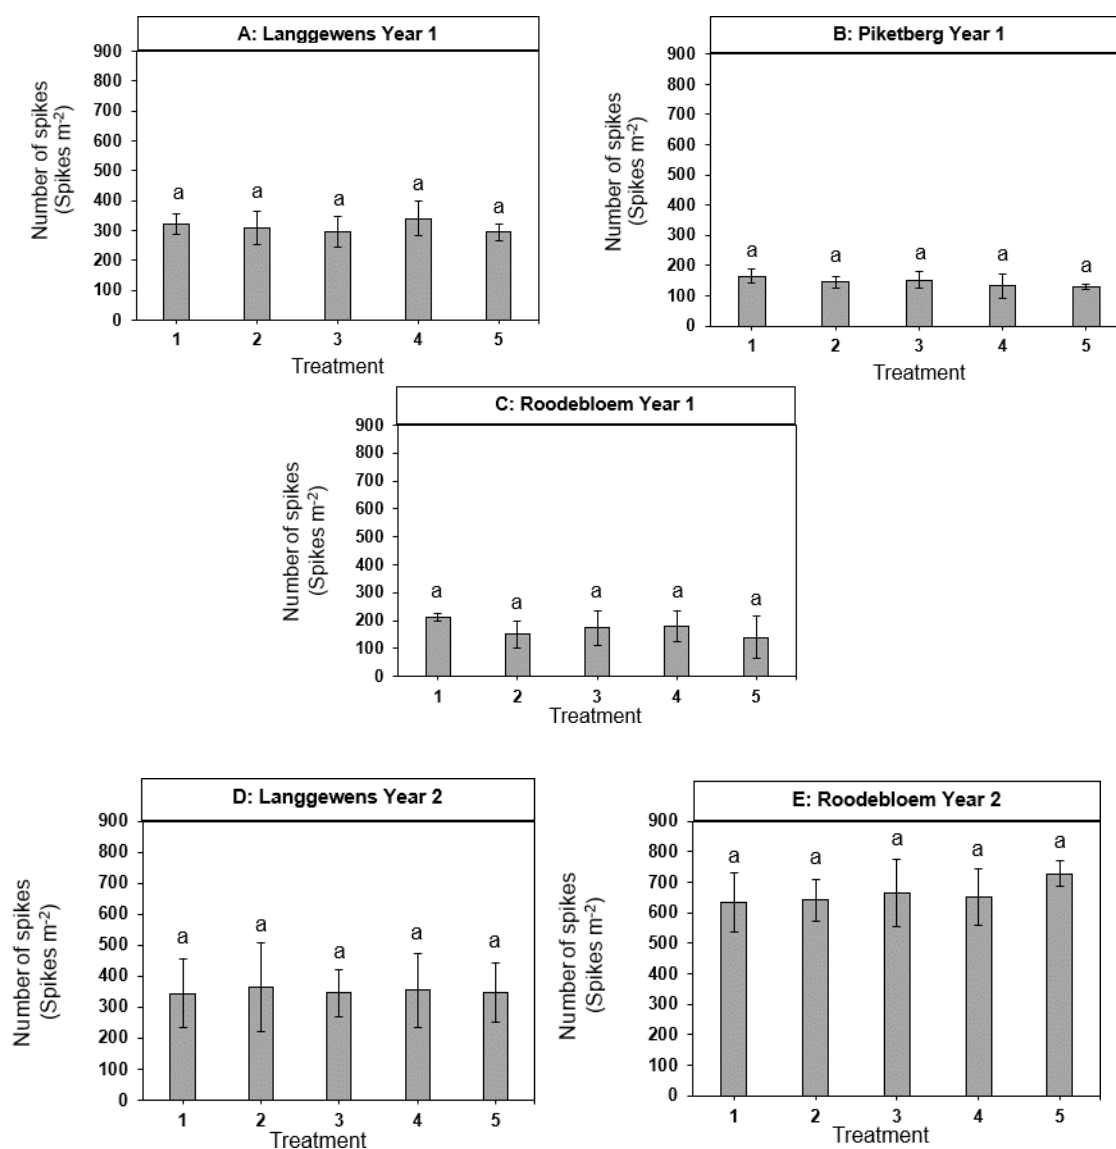 A: Langgewens Year 1
Number of spikes
(Spikes m⁻²)
900
800
700
600
500
400
300
200
100
0
a a a a a
1 2 3 4 5
Treatment
B: Piketberg Year 1
Number of spikes
(Spikes m⁻²)
900
800
700
600
500
400
300
200
100
0
a a a a a
1 2 3 4 5
Treatment
C: Roodebloem Year 1
Number of spikes
(Spikes m⁻²)
900
800
700
600
500
400
300
200
100
0
a a a a a
1 2 3 4 5
Treatment
D: Langgewens Year 2
Number of spikes
(Spikes m⁻²)
900
800
700
600
500
400
300
200
100
0
a a a a a
1 2 3 4 5
Treatment
E: Roodebloem Year 2
Number of spikes
(Spikes m⁻²)
900
800
700
600
500
400
300
200
100
0
a a a a a
1 2 3 4 5
Treatment